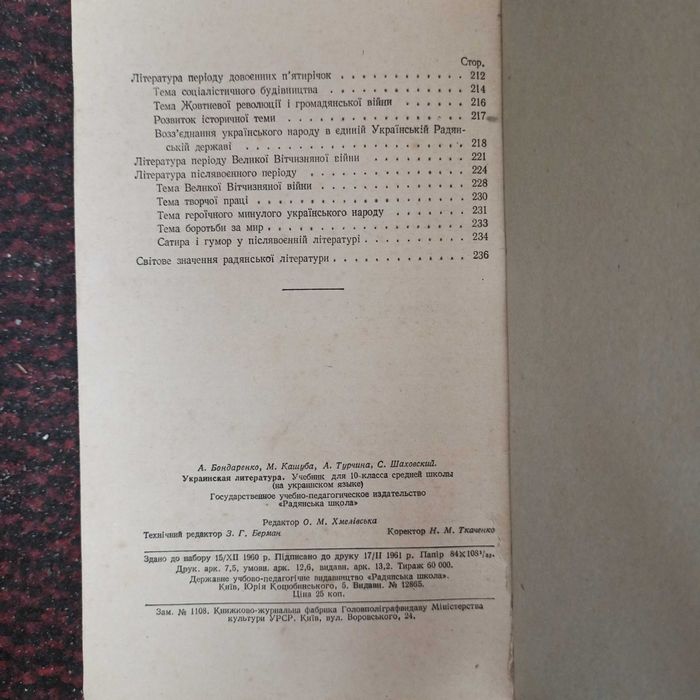 Стор.
Література періоду довоєнних п’ятирічок . . . . . . . . . . . . 212
Тема соціалістичного будівництва . . . . . . . . . . . . . 214
Тема Жовтневої революції і громадянської війни . . . . . . 216
Розвиток історичної теми . . . . . . . . . . . . . . . 217
Возз’єднання українського народу в єдиній Українській Радян-
ській державі . . . . . . . . . . . . . . . . . . 218
Література періоду Великої Вітчизняної війни . . . . . . . . . 221
Література післявоєнного періоду . . . . . . . . . . . . . . 224
Тема Великої Вітчизняної війни . . . . . . . . . . . . . 228
Тема творчої праці . . . . . . . . . . . . . . . . . 230
Тема героїчного минулого українського народу . . . . . . . 231
Тема боротьби за мир . . . . . . . . . . . . . . . . 233
Сатира і гумор у післявоєнній літературі . . . . . . . . . 234
Світове значення радянської літератури . . . . . . . . . . . . 236
А. Бондаренко, М. Кашуба, А. Турчина, С. Шаховский.
Украинская литература. Учебник для 10-класса средней школы
(на украинском языке)
Государственное учебно-педагогическое издательство
«Радянська школа»
Редактор О. М. Хмелівська
Технічний редактор З. Г. Берман Коректор Н. М. Ткаченко
Здано до набору 15/XII 1960 р. Підписано до друку 17/II 1961 р. Папір 84×108¹/₃₂.
Друк. арк. 7,5, умовн. арк. 12,6, видавн. арк. 13,2. Тираж 60 000.
Державне учбово-педагогічне видавництво «Радянська школа».
Київ, Юрія Коцюбинського, 5. Видавн. № 12865.
Ціна 25 коп.
Зам. № 1108. Книжково-журнальна фабрика Головполіграфвидаву Міністерства
культури УРСР. Київ, вул. Воровського, 24.